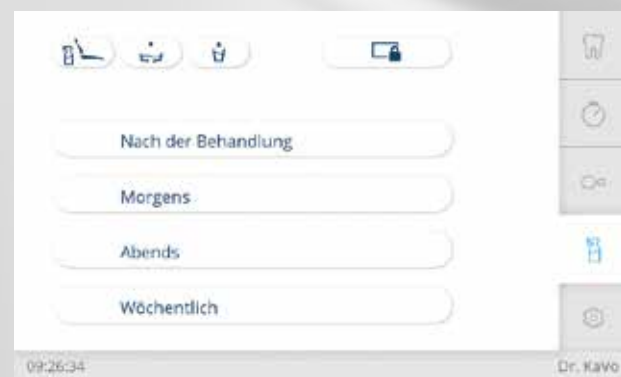 Nach der Behandlung
Morgens
Abends
Wöchentlich
09:26:34
Dr. KaVo